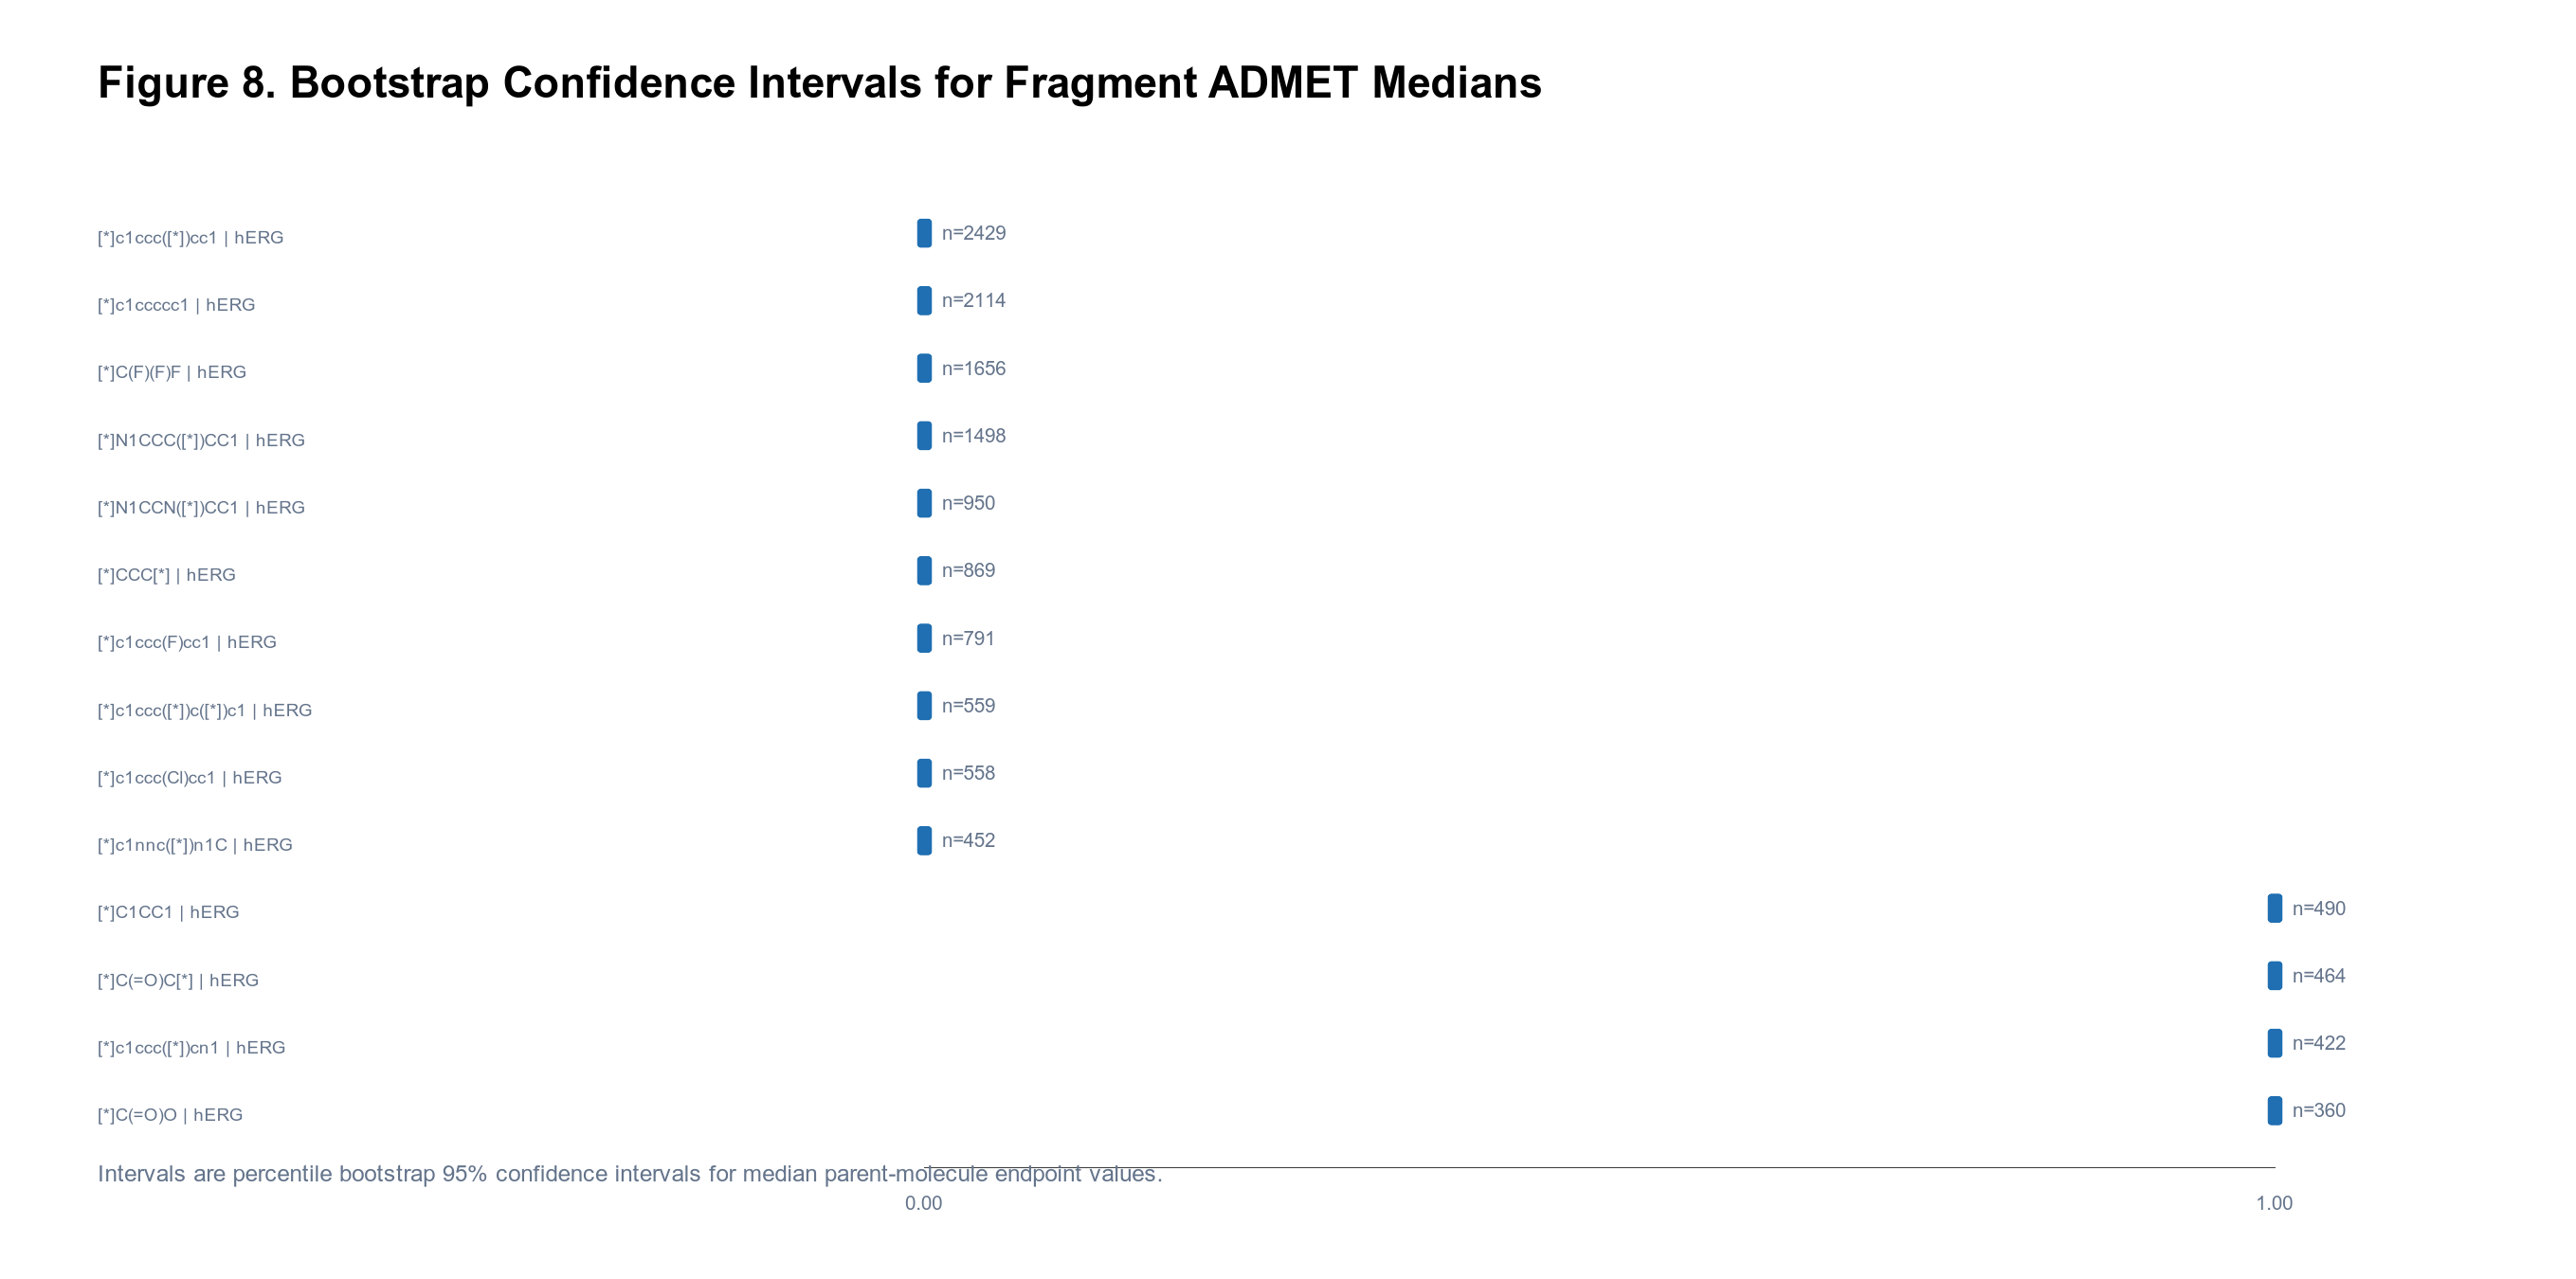 Figure 8. Bootstrap Confidence Intervals for Fragment ADMET Medians
[*]c1ccc([*])cc1 | hERG n=2429
[*]c1ccccc1 | hERG n=2114
[*]C(F)(F)F | hERG n=1656
[*]N1CCC([*])CC1 | hERG n=1498
[*]N1CCN([*])CC1 | hERG n=950
[*]CCC[*] | hERG n=869
[*]c1ccc(F)cc1 | hERG n=791
[*]c1ccc([*])c([*])c1 | hERG n=559
[*]c1ccc(Cl)cc1 | hERG n=558
[*]c1nnc([*])n1C | hERG n=452
[*]C1CC1 | hERG n=490
[*]C(=O)C[*] | hERG n=464
[*]c1ccc([*])cn1 | hERG n=422
[*]C(=O)O | hERG n=360
Intervals are percentile bootstrap 95% confidence intervals for median parent-molecule endpoint values.
0.00 1.00